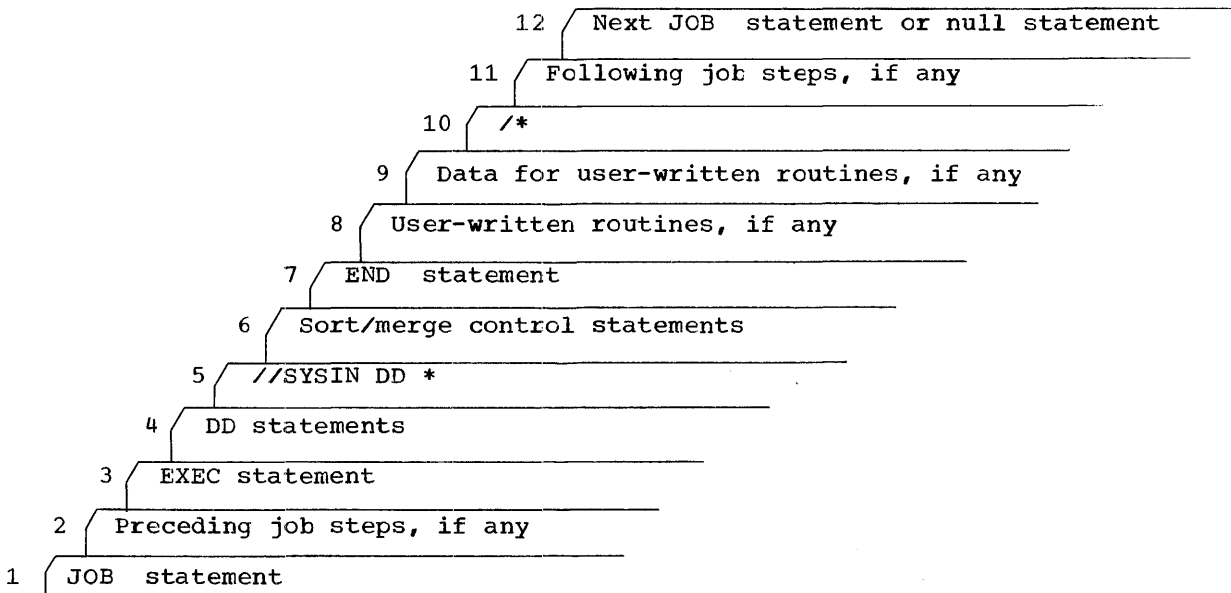 12 Next JOB statement or null statement
11 Following job steps, if any
10 /*
9 Data for user-written routines, if any
8 User-written routines, if any
7 END statement
6 Sort/merge control statements
5 //SYSIN DD *
4 DD statements
3 EXEC statement
2 Preceding job steps, if any
1 JOB statement